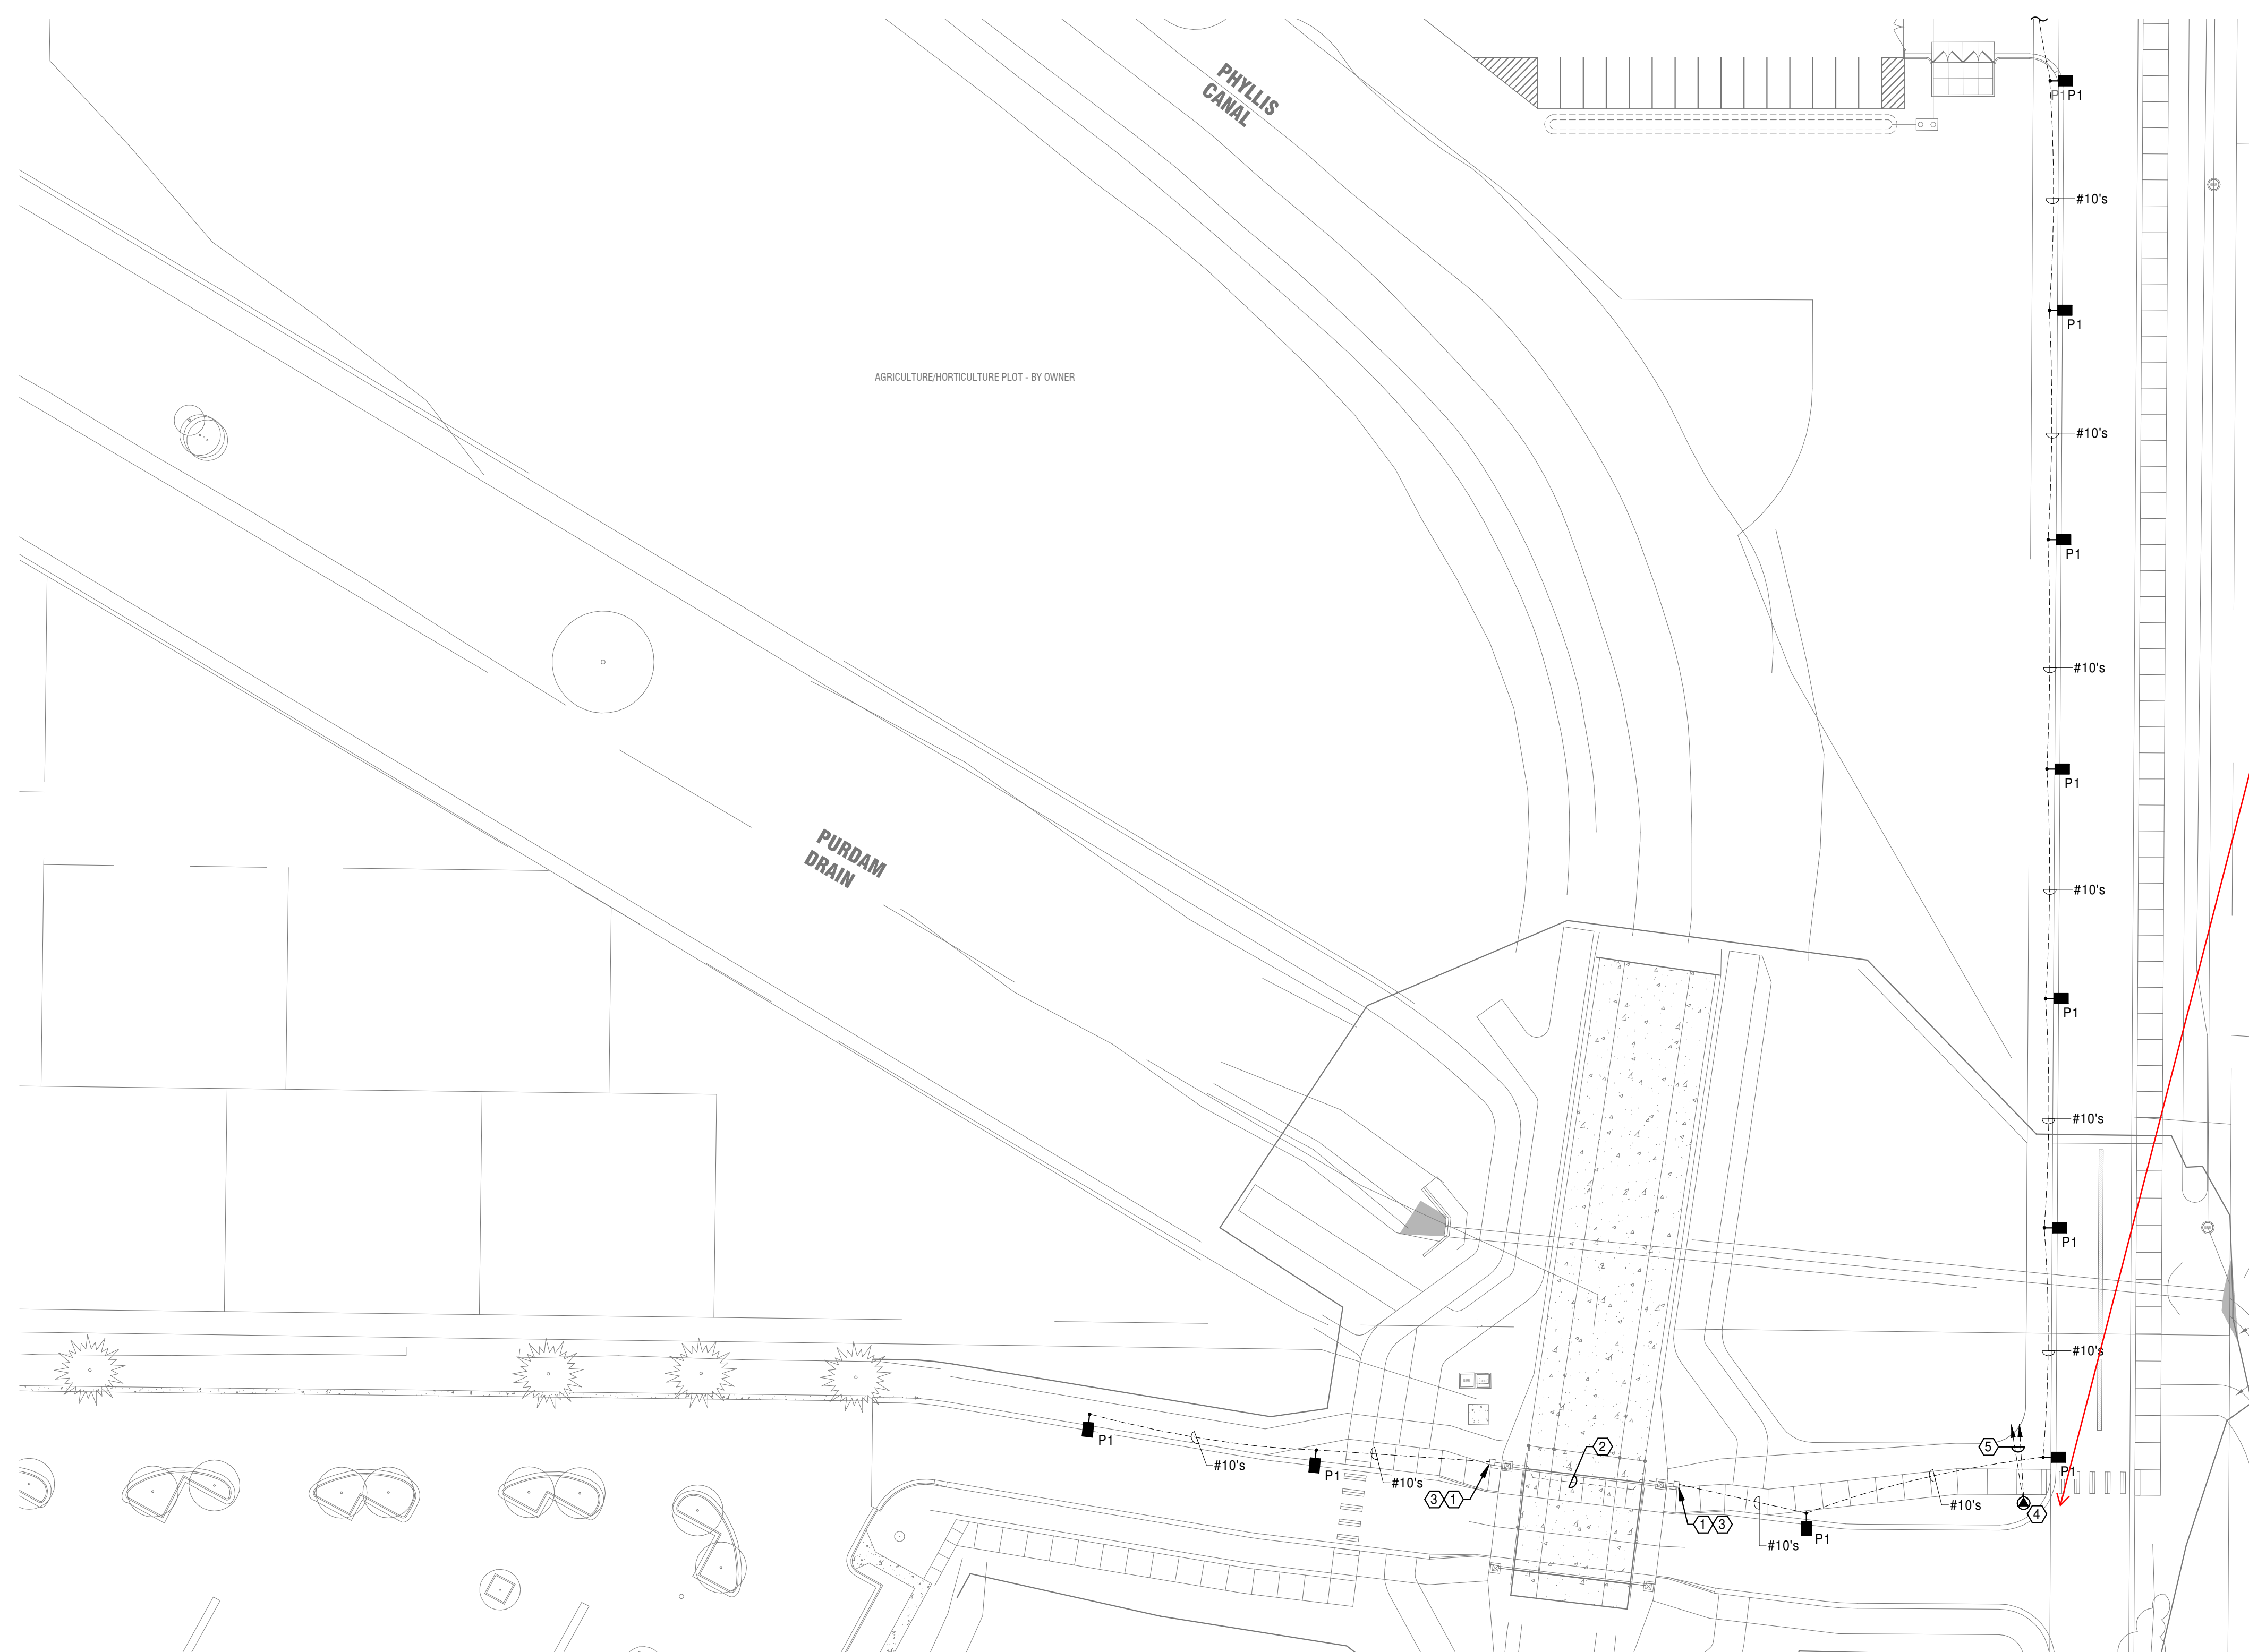 PHYLLIS
CANAL
P1 P1
#10's
P1
AGRICULTURE/HORTICULTURE PLOT - BY OWNER
#10's
P1
#10's
P1
PURDAM
DRAIN
#10's
P1
#10's
P1
#10's
P1
#10's
P1
#10's
3 1
2
1 3
#10's
P1
#10's
5
4
P1